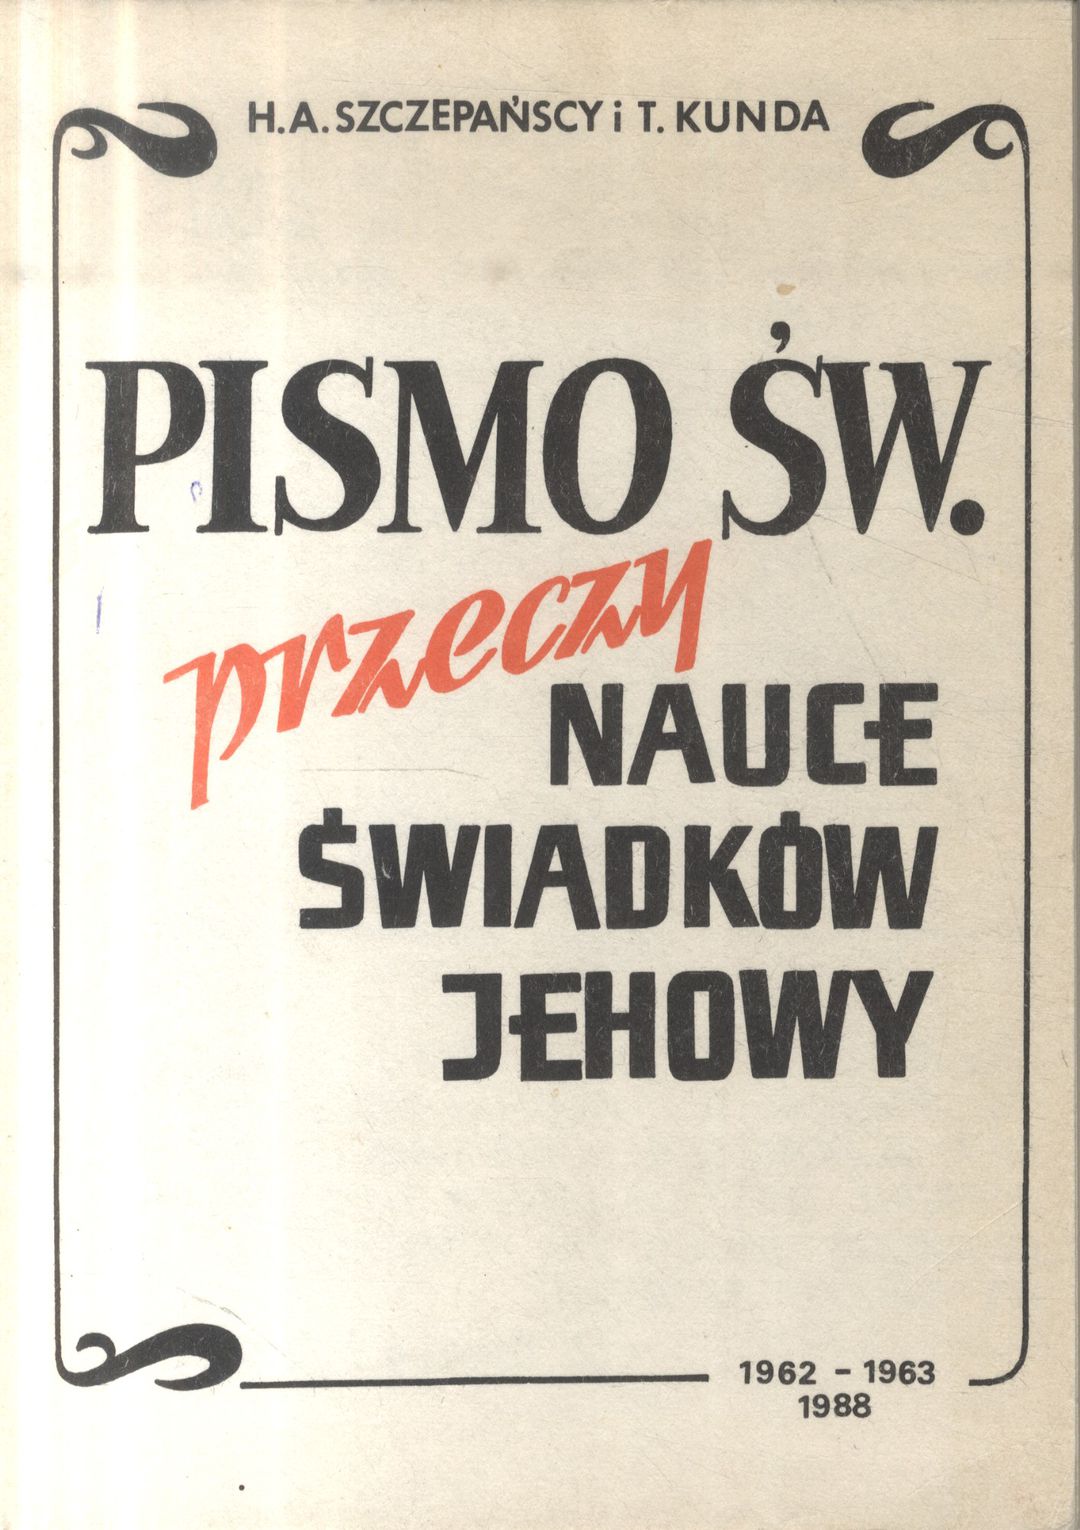 H.A. SZCZEPAŃSCY i T. KUNDA
PISMO ŚW.
przeczy
NAUCE
ŚWIADKÓW
JEHOWY
1962 - 1963
1988